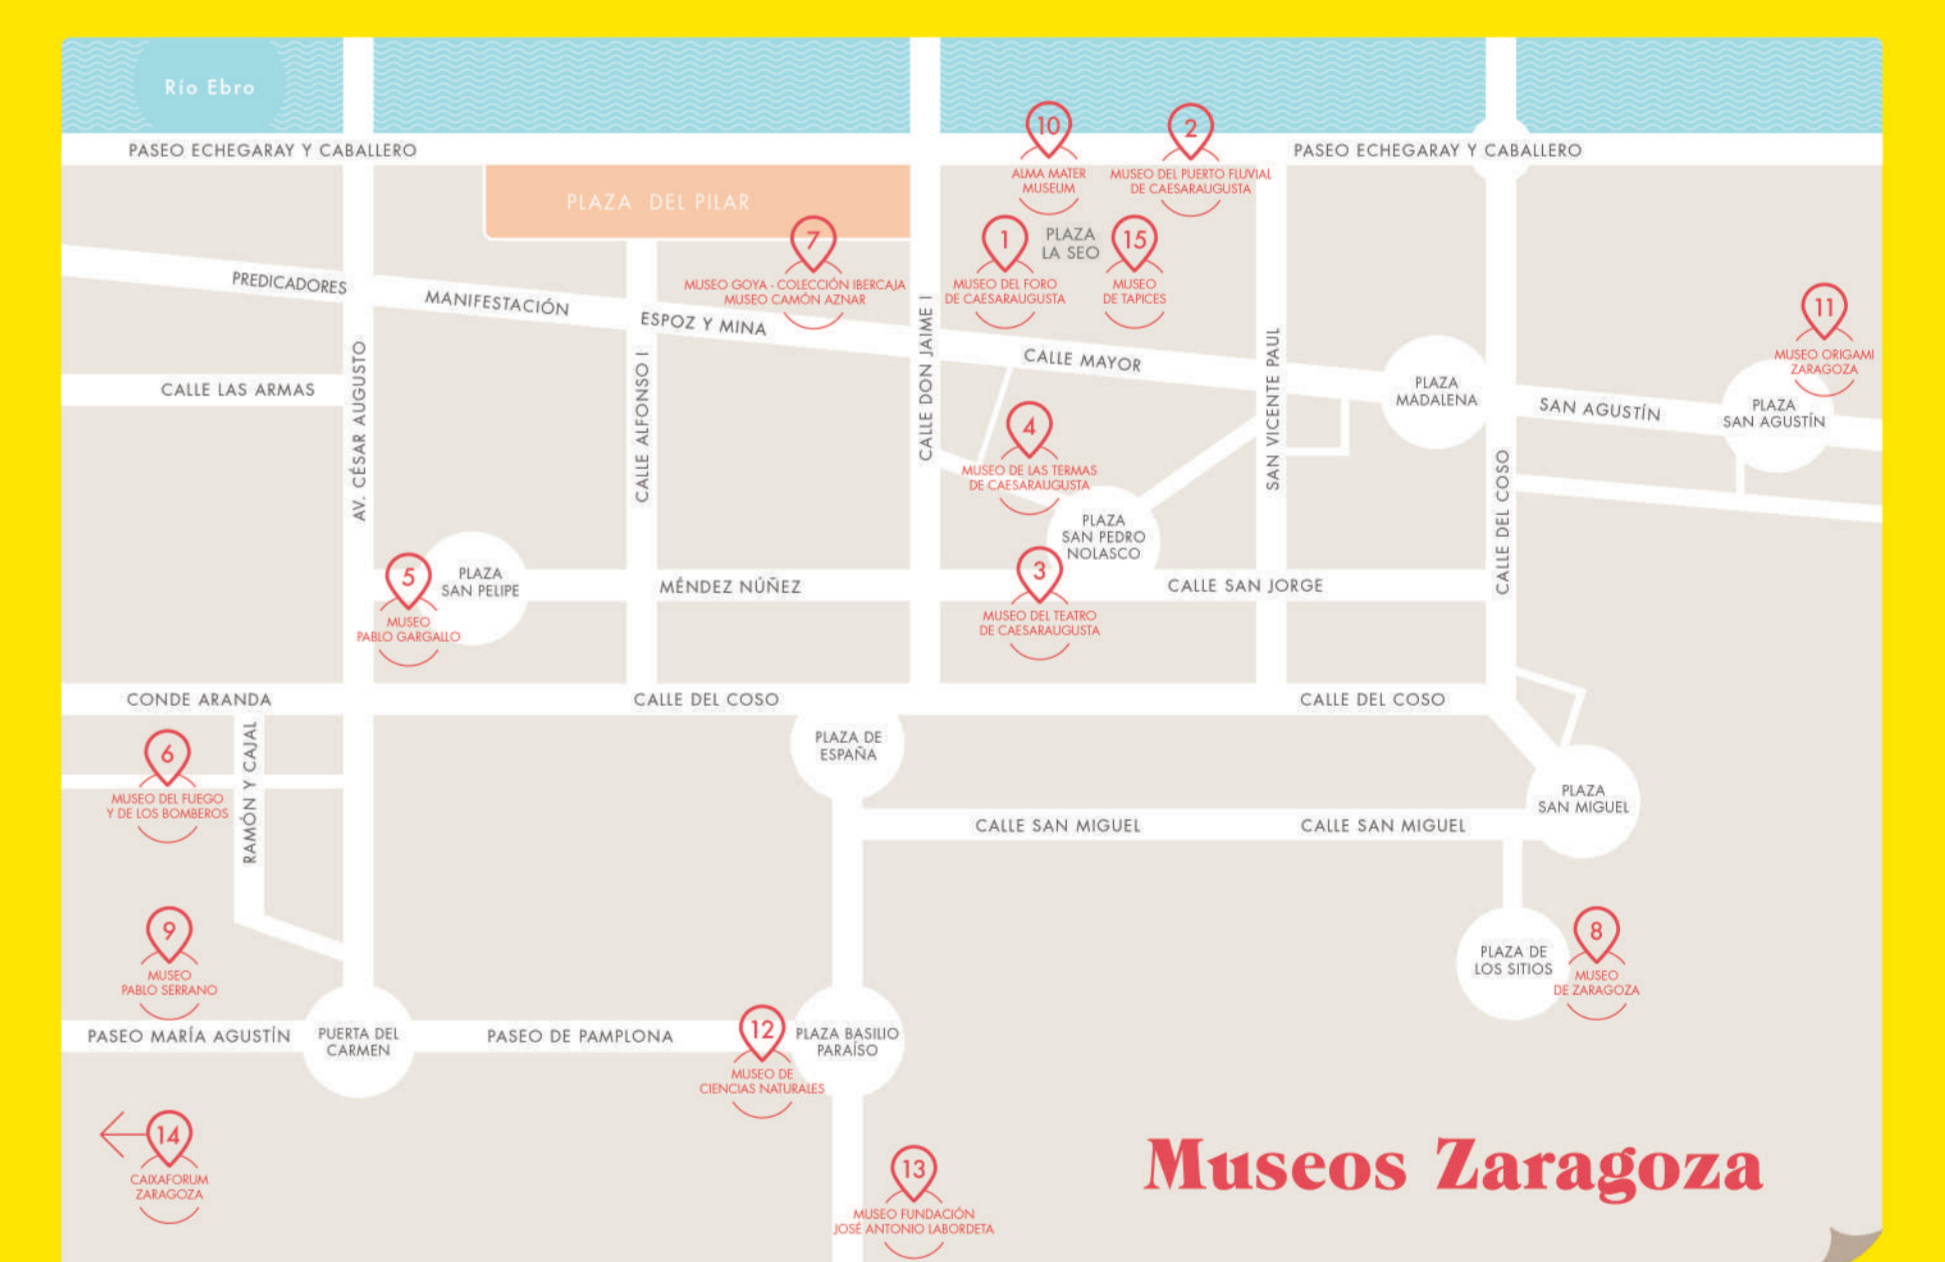 Río Ebro
PASEO ECHEGARAY Y CABALLERO
PASEO ECHEGARAY Y CABALLERO
10
ALMA MATER
MUSEUM
2
MUSEO DEL PUERTO FLUVIAL
DE CAESARAUGUSTA
PLAZA DEL PILAR
7
MUSEO GOYA - COLECCIÓN IBERCAJA
MUSEO CAMÓN AZNAR
1
MUSEO DEL FORO
DE CAESARAUGUSTA
PLAZA
LA SEO
15
MUSEO
DE TAPICES
PREDICADORES
MANIFESTACIÓN
ESPOZ Y MINA
CALLE MAYOR
11
MUSEO ORIGAMI
ZARAGOZA
CALLE LAS ARMAS
AV. CÉSAR AUGUSTO
CALLE ALFONSO I
CALLE DON JAIME I
SAN VICENTE PAUL
PLAZA
MADALENA
SAN AGUSTÍN
PLAZA
SAN AGUSTÍN
4
MUSEO DE LAS TERMAS
DE CAESARAUGUSTA
CALLE DEL COSO
PLAZA
SAN PEDRO
NOLASCO
5
MUSEO
PABLO GARGALLO
PLAZA
SAN PELIPE
MÉNDEZ NÚÑEZ
3
MUSEO DEL TEATRO
DE CAESARAUGUSTA
CALLE SAN JORGE
CONDE ARANDA
CALLE DEL COSO
CALLE DEL COSO
6
MUSEO DEL FUEGO
Y DE LOS BOMBEROS
RAMÓN Y CAJAL
PLAZA DE
ESPAÑA
PLAZA
SAN MIGUEL
CALLE SAN MIGUEL
CALLE SAN MIGUEL
9
MUSEO
PABLO SERRANO
PLAZA DE
LOS SITIOS
8
MUSEO
DE ZARAGOZA
PASEO MARÍA AGUSTÍN
PUERTA DEL
CARMEN
PASEO DE PAMPLONA
12
MUSEO DE
CIENCIAS NATURALES
PLAZA BASILIO
PARAÍSO
14
CAIXAFORUM
ZARAGOZA
13
MUSEO FUNDACIÓN
JOSÉ ANTONIO LABORDETA
Museos Zaragoza